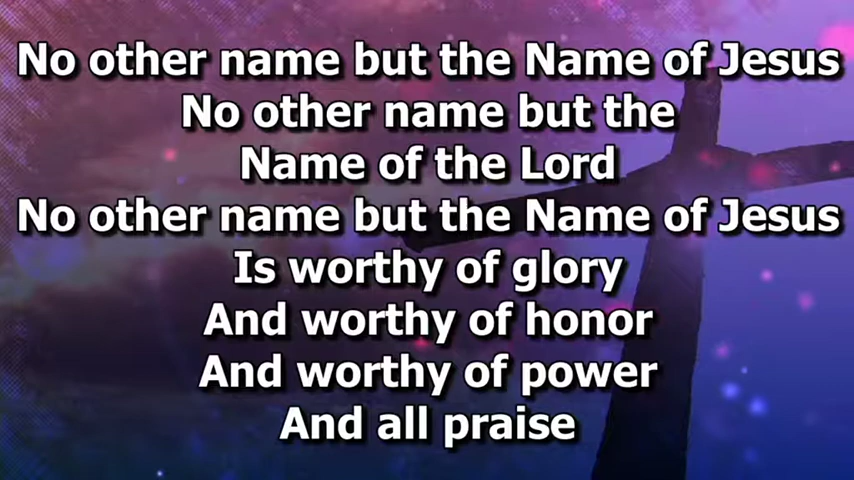 No other name but the Name of Jesus
No other name but the
Name of the Lord
No other name but the Name of Jesus
Is worthy of glory
And worthy of honor
And worthy of power
And all praise